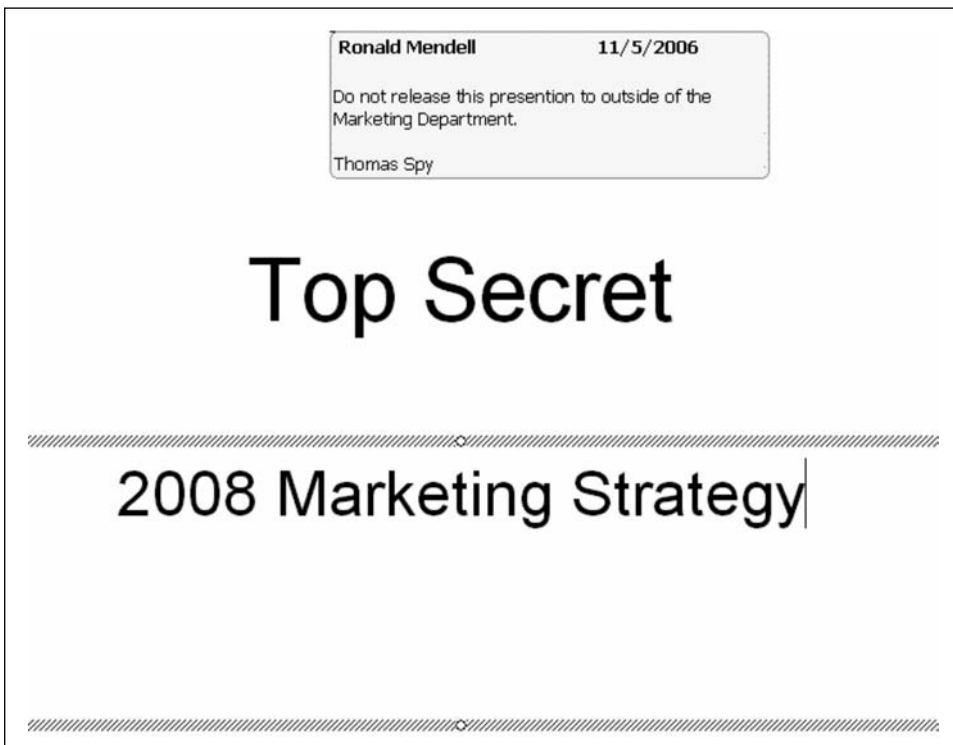 Ronald Mendell 11/5/2006
Do not release this presention to outside of the
Marketing Department.
Thomas Spy
Top Secret
2008 Marketing Strategy